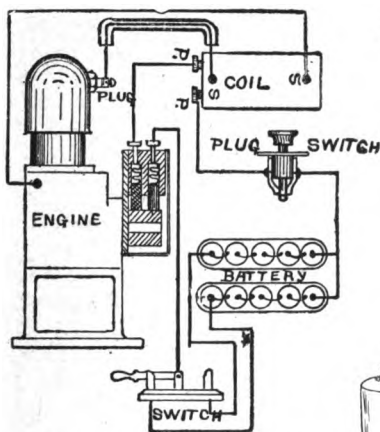 P.
COIL
S
S
P.
PLUG
PLUG SWITCH
ENGINE
BATTERY
SWITCH